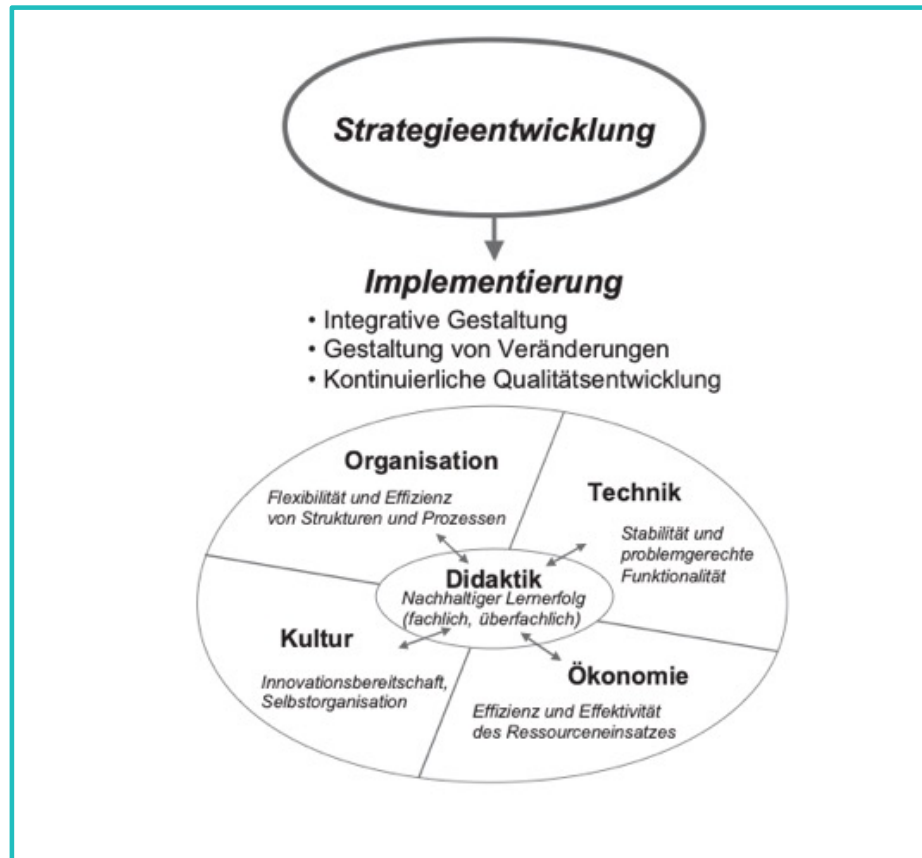 Strategieentwicklung
Implementierung
• Integrative Gestaltung
• Gestaltung von Veränderungen
• Kontinuierliche Qualitätsentwicklung
Organisation
Flexibilität und Effizienz
von Strukturen und Prozessen
Technik
Stabilität und
problemgerechte
Funktionalität
Didaktik
Nachhaltiger Lernerfolg
(fachlich, überfachlich)
Kultur
Innovationsbereitschaft,
Selbstorganisation
Ökonomie
Effizienz und Effektivität
des Ressourceneinsatzes